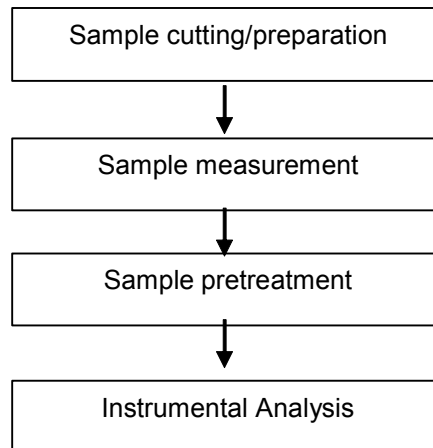 Sample cutting/preparation
Sample measurement
Sample pretreatment
Instrumental Analysis